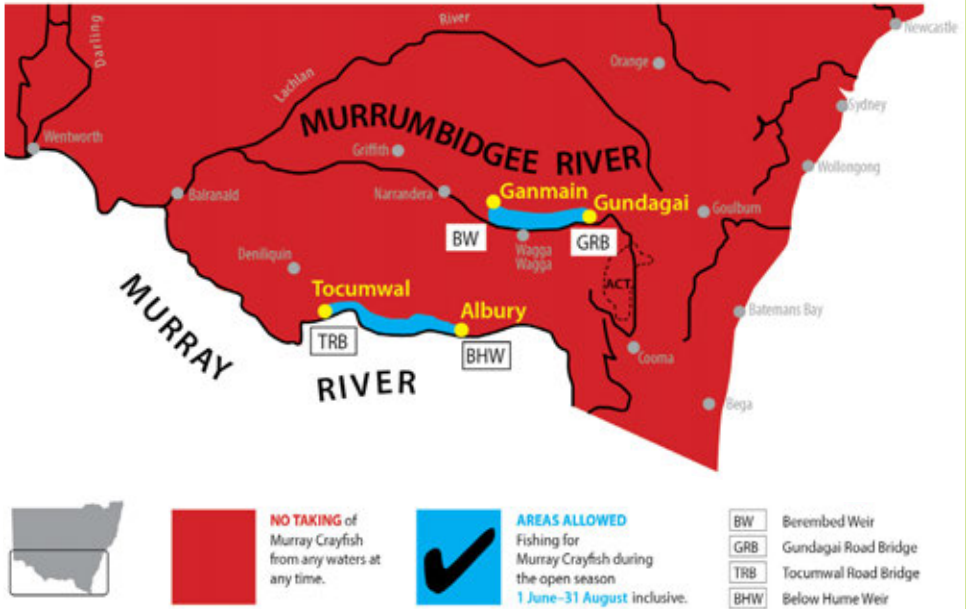 River
Newcastle
Darling
Orange
Lachlan
Sydney
MURRUMBIDGEE RIVER
Wentworth
Griffith
Wollongong
Balranald
Narrandera
Ganmain
Gundagai
Goulburn
BW
GRB
Wagga
Wagga
Deniliquin
ACT
Tocumwal
Albury
Batemans Bay
MURRAY
RIVER
TRB
BHW
Cooma
Bega
NO TAKING of
Murray Crayfish
from any waters at
any time.
AREAS ALLOWED
Fishing for
Murray Crayfish during
the open season
1 June–31 August inclusive.
BW Berembed Weir
GRB Gundagai Road Bridge
TRB Tocumwal Road Bridge
BHW Below Hume Weir